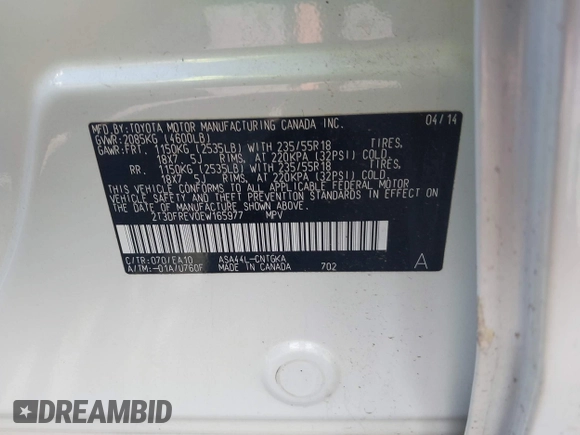 MFD.BY:TOYOTA MOTOR MANUFACTURING CANADA INC. 04/14
GVWR:2085KG (4600LB)
GAWR:FRT. 1150KG (2535LB) WITH 235/55R18 TIRES,
18X7.5J RIMS, AT 220KPA (32PSI) COLD.
RR. 1150KG (2535LB) WITH 235/55R18 TIRES,
18X7.5J RIMS, AT 220KPA (32PSI) COLD.
THIS VEHICLE CONFORMS TO ALL APPLICABLE FEDERAL MOTOR
VEHICLE SAFETY, AND THEFT PREVENTION STANDARDS IN EFFECT ON
THE DATE OF MANUFACTURE SHOWN ABOVE.
2T3DFREV0EW165977 MPV
C/TR:070/EA10 ASA44L-CNTGKA
A/TM:-01A/U760F MADE IN CANADA 702 A
DREAMBID